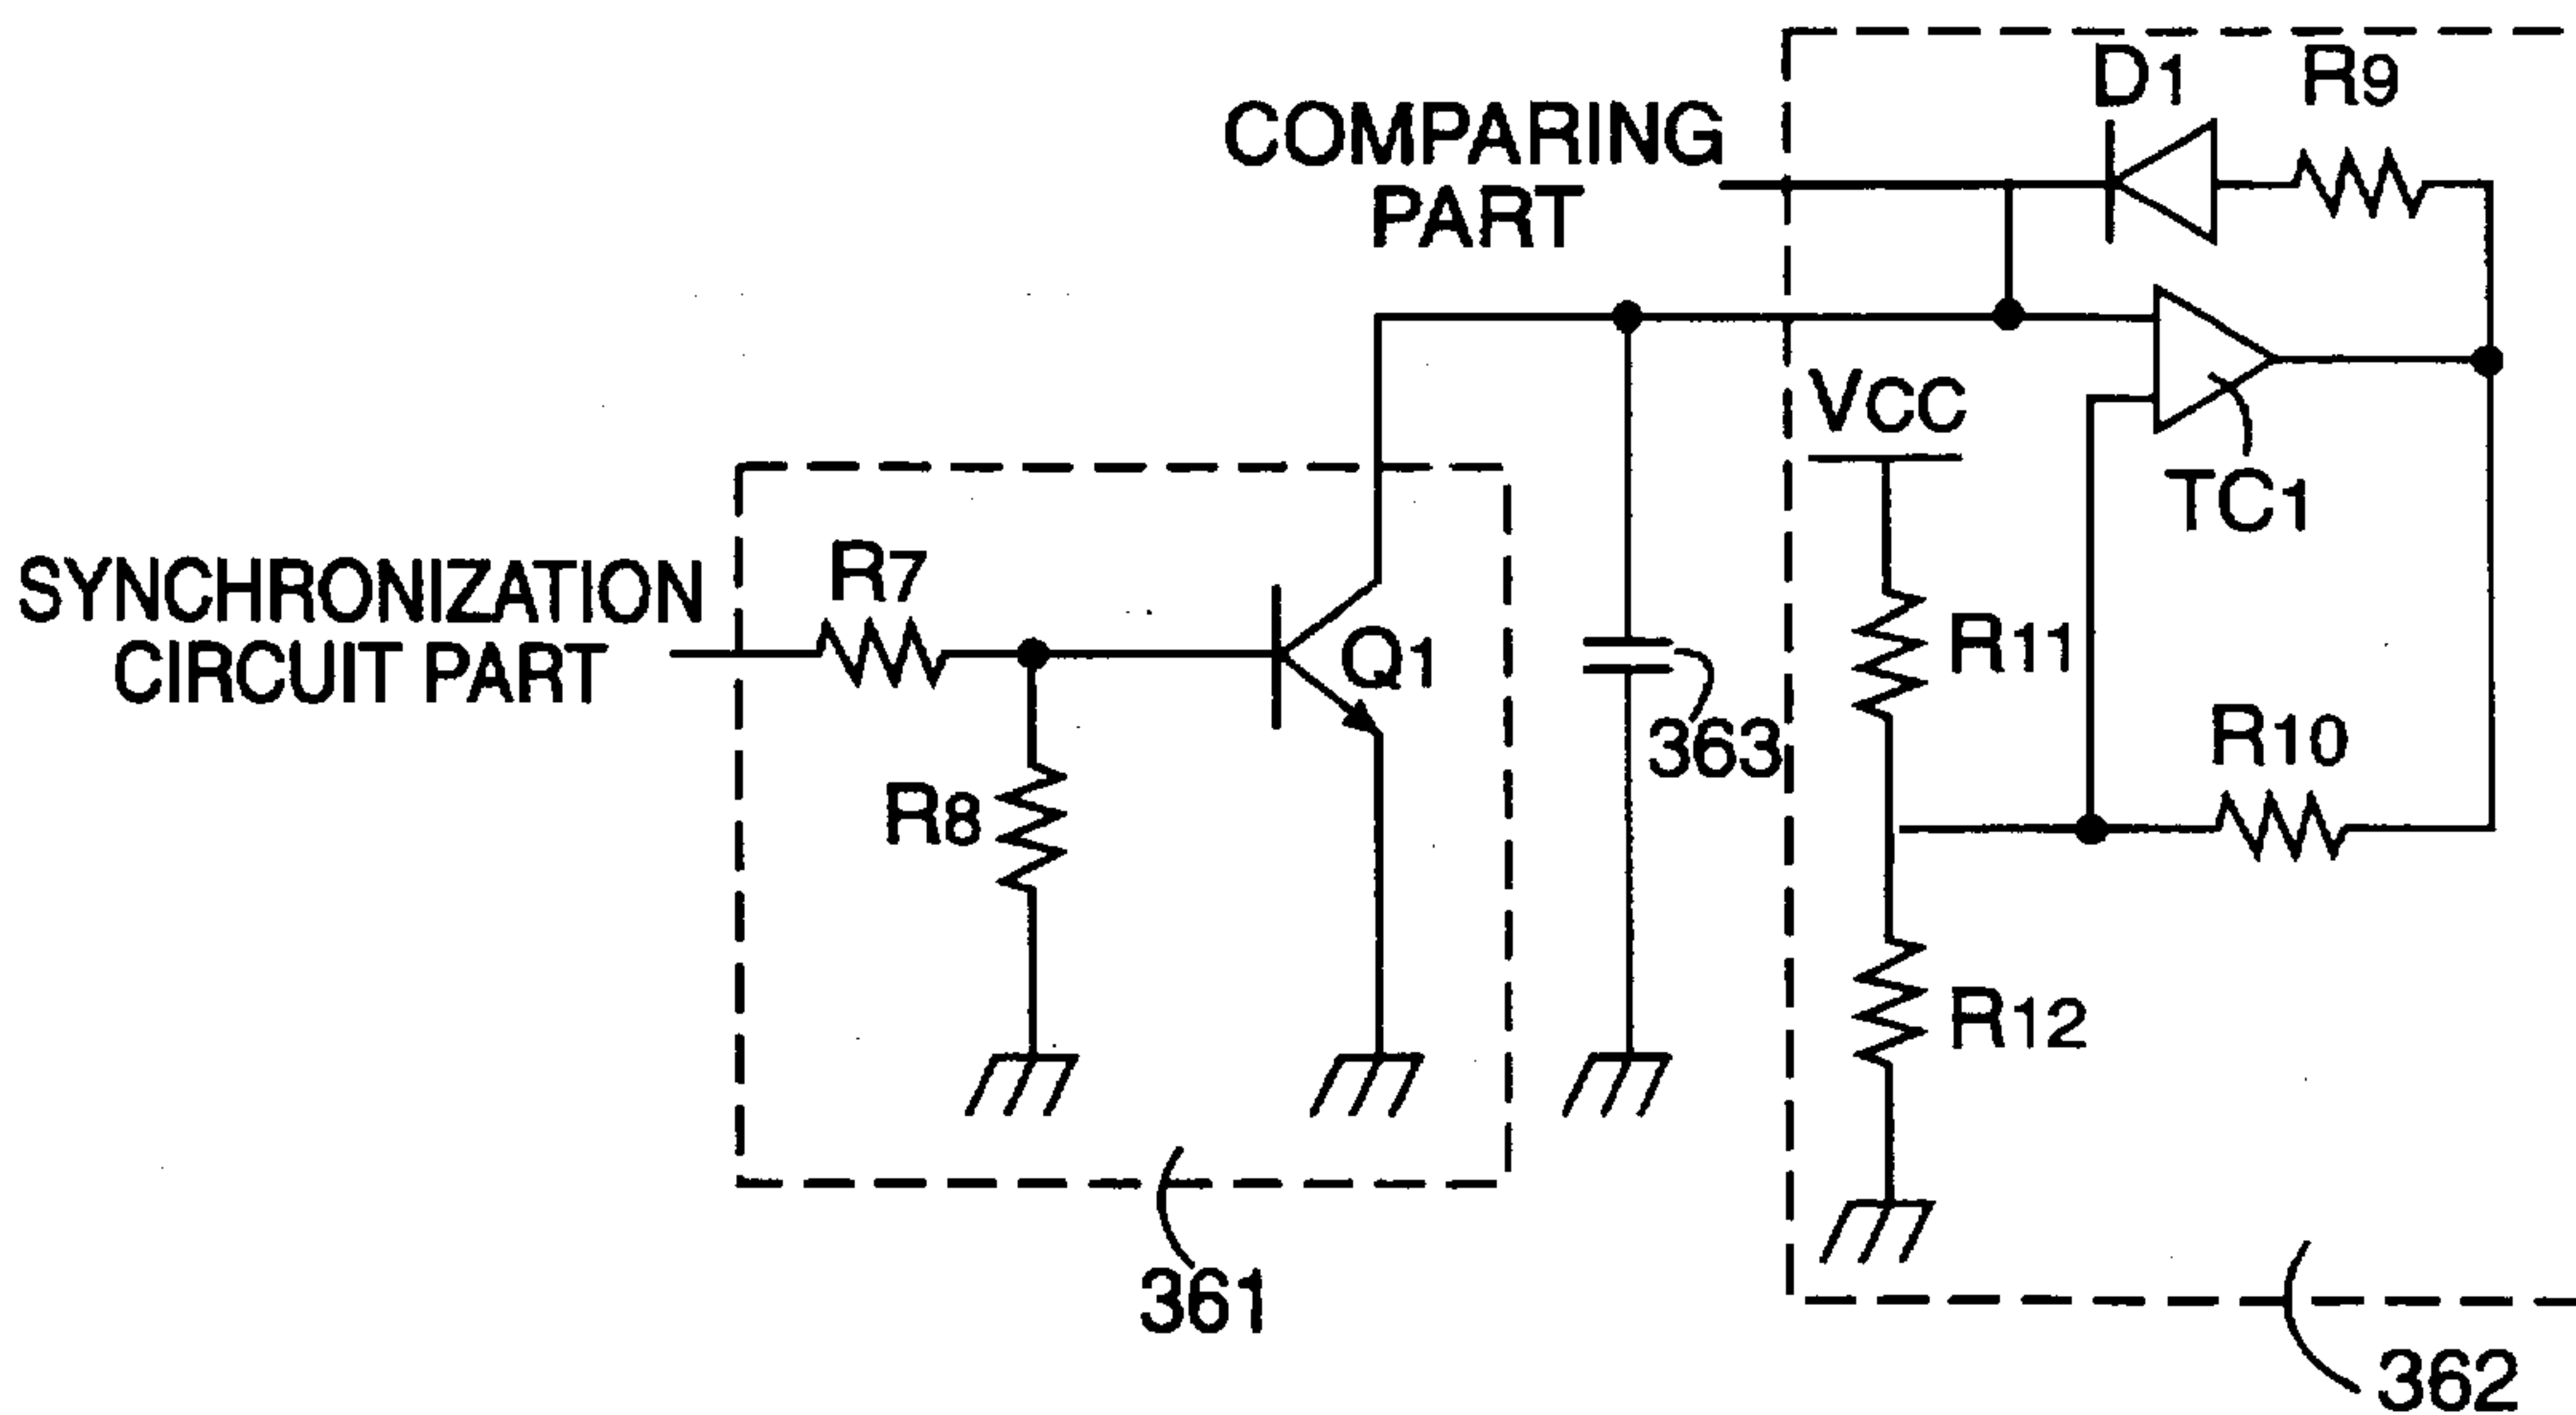 D1
R9
COMPARING
PART
VCC
TC1
SYNCHRONIZATION
CIRCUIT PART
R7
Q1
R11
363
R10
R8
R12
361
362